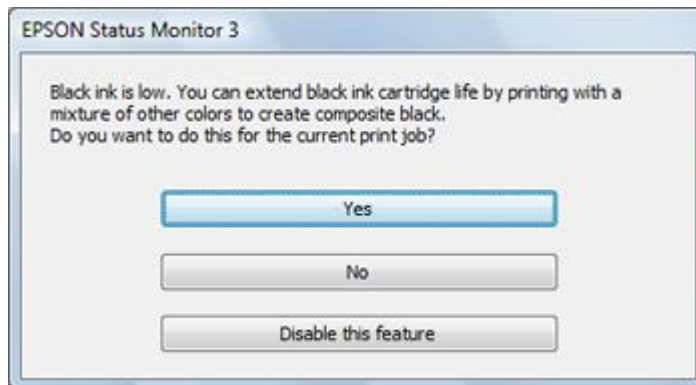 EPSON Status Monitor 3
Black ink is low. You can extend black ink cartridge life by printing with a
mixture of other colors to create composite black.
Do you want to do this for the current print job?
Yes
No
Disable this feature